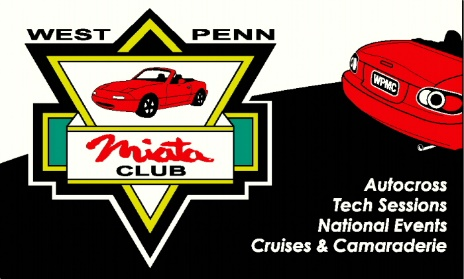 WEST PENN
Miata
CLUB
WPMC
Autocross
Tech Sessions
National Events
Cruises & Camaraderie